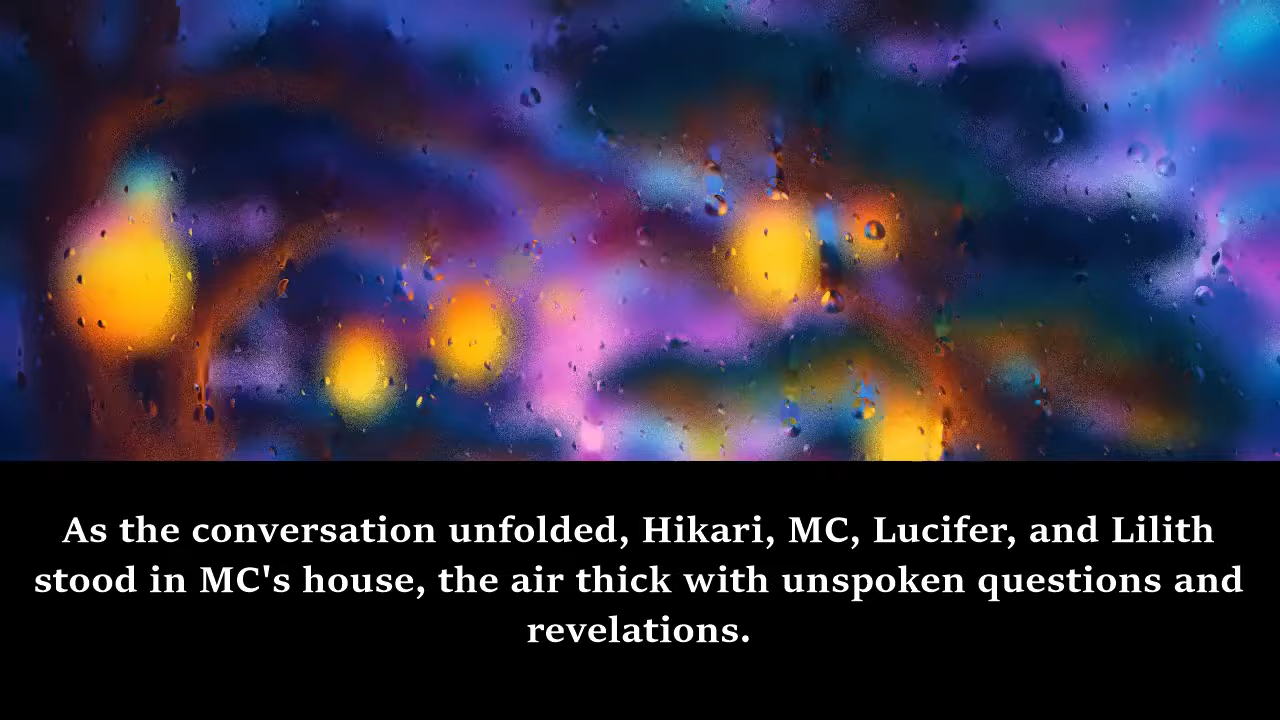 As the conversation unfolded, Hikari, MC, Lucifer, and Lilith
stood in MC's house, the air thick with unspoken questions and
revelations.